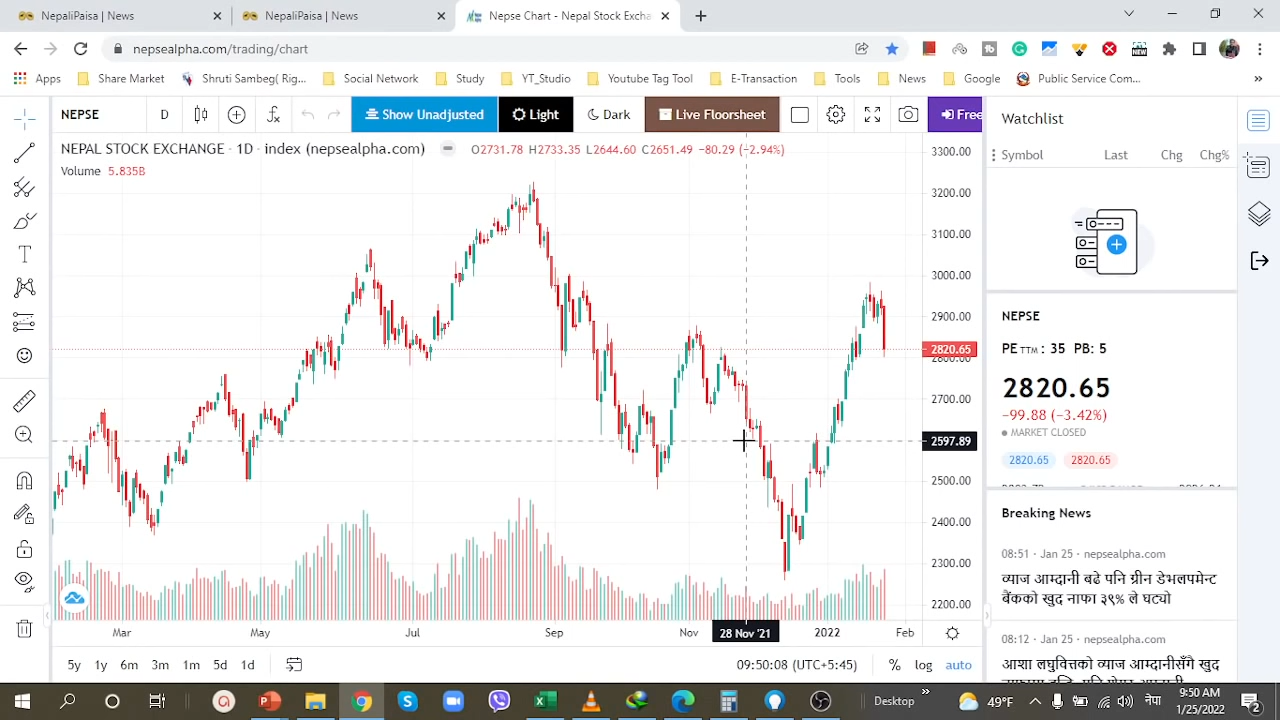 NepaliPaisa | News
NepaliPaisa | News
NEPSE Chart - Nepal Stock Excha
nepsealpha.com/trading/chart
Apps Share Market Shruti Sambeg( Rig... Social Network Study YT_Studio Youtube Tag Tool E-Transaction Tools News Google Public Service Com... »
NEPSE D Show Unadjusted Light Dark Live Floorsheet Free
NEPAL STOCK EXCHANGE · 1D · index (nepsealpha.com) O2731.78 H2733.35 L2644.60 C2651.49 −80.29 (−2.94%)
Volume 5.835B
3300.00
3200.00
3100.00
3000.00
2900.00
2820.65
2800.00
2700.00
2597.89
2500.00
2400.00
2300.00
2200.00
Mar May Jul Sep Nov 28 Nov '21 2022 Feb
5y 1y 6m 3m 1m 5d 1d 09:50:08 (UTC+5:45) % log auto
Watchlist
Symbol Last Chg Chg%
NEPSE
PE TTM : 35 PB: 5
2820.65
−99.88 (−3.42%)
MARKET CLOSED
2820.65 2820.65
Breaking News
08:51 · Jan 25 · nepsealpha.com
व्याज आम्दानी बढे पनि ग्रीन डेभलपमेन्ट
बैंकको खुद नाफा ३९% ले घट्यो
08:12 · Jan 25 · nepsealpha.com
आशा लघुवित्तको व्याज आम्दानीसँगै खुद
Desktop » 49°F नेपा 9:50 AM
1/25/2022
2